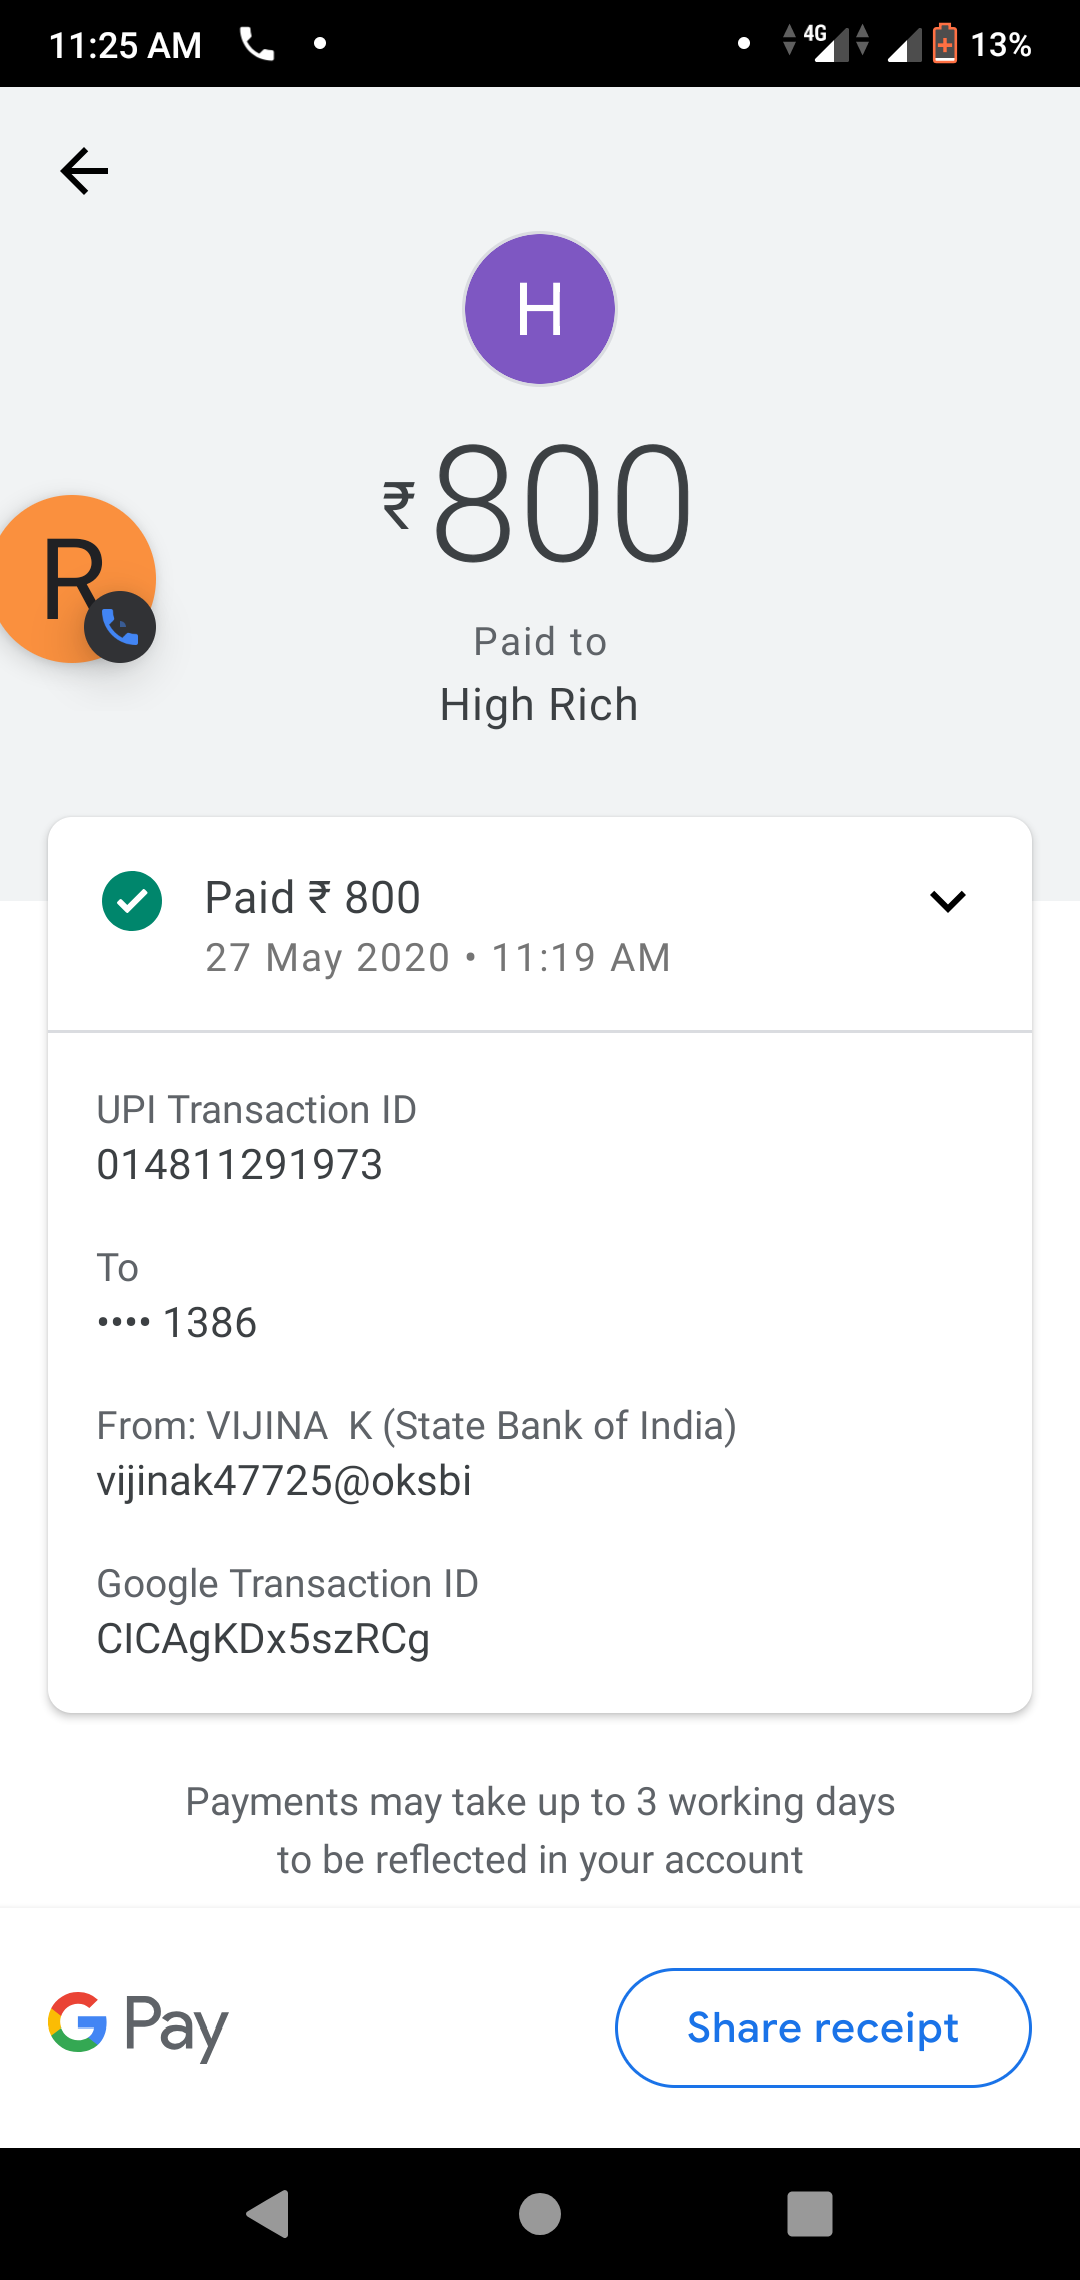 11:25 AM
4G
13%
H
₹800
R
Paid to
High Rich
Paid ₹ 800
27 May 2020 • 11:19 AM
UPI Transaction ID
014811291973
To
•••• 1386
From: VIJINA  K (State Bank of India)
vijinak47725@oksbi
Google Transaction ID
CICAgKDx5szRCg
Payments may take up to 3 working days
to be reflected in your account
G Pay
Share receipt